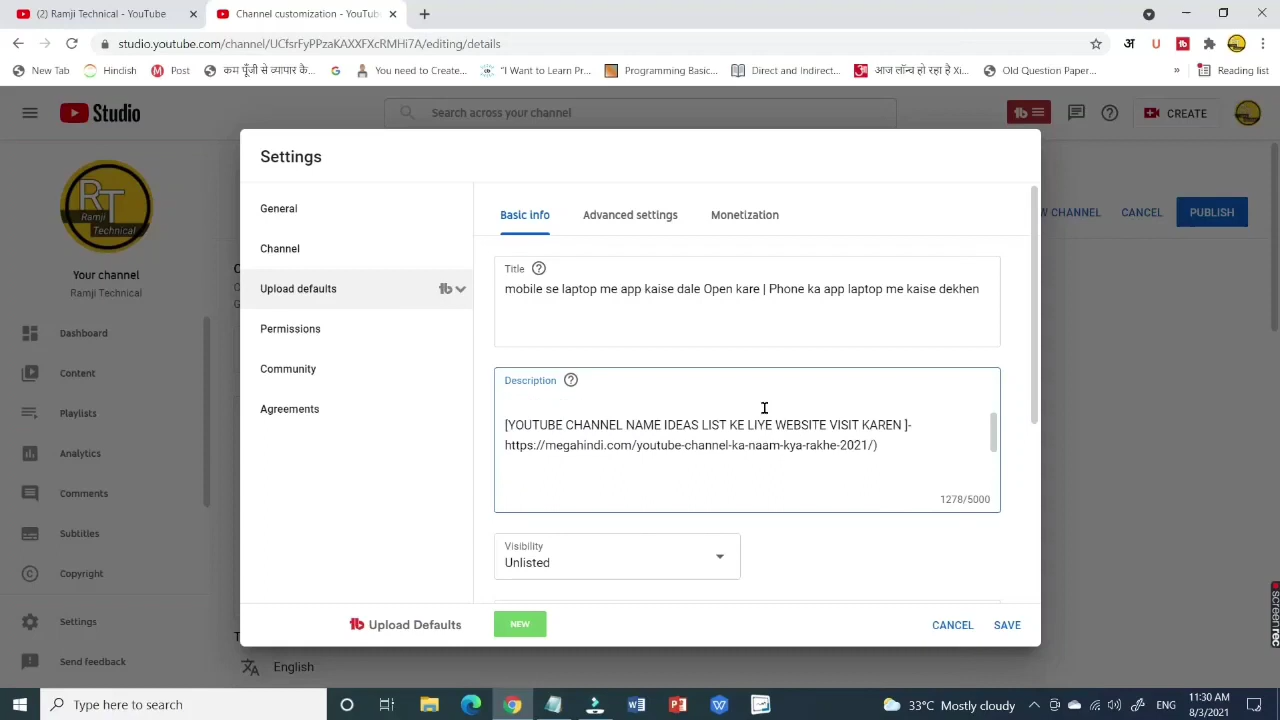 (2) Ramji Technical - YouTube
Channel customization - YouTube
studio.youtube.com/channel/UCfsrFyPPzaKAXXFXcRMHi7A/editing/details
New Tab
Hindish
Post
कम पूँजी से व्यापार के...
You need to Create...
"I Want to Learn Pr...
Programming Basic...
Direct and Indirect...
आज लॉन्च हो रहा है Xi...
Old Question Paper...
Reading list
Studio
Search across your channel
CREATE
Settings
General
Channel
Upload defaults
Permissions
Community
Agreements
Basic info
Advanced settings
Monetization
Title
mobile se laptop me app kaise dale Open kare | Phone ka app laptop me kaise dekhen
Description
[YOUTUBE CHANNEL NAME IDEAS LIST KE LIYE WEBSITE VISIT KAREN ]-
https://megahindi.com/youtube-channel-ka-naam-kya-rakhe-2021/)
1278/5000
Visibility
Unlisted
Upload Defaults
NEW
CANCEL
SAVE
W CHANNEL
CANCEL
PUBLISH
RT
Ramji
Technical
Your channel
Ramji Technical
Dashboard
Content
Playlists
Analytics
Comments
Subtitles
Copyright
Settings
Send feedback
English
Type here to search
33°C Mostly cloudy
ENG
11:30 AM
8/3/2021